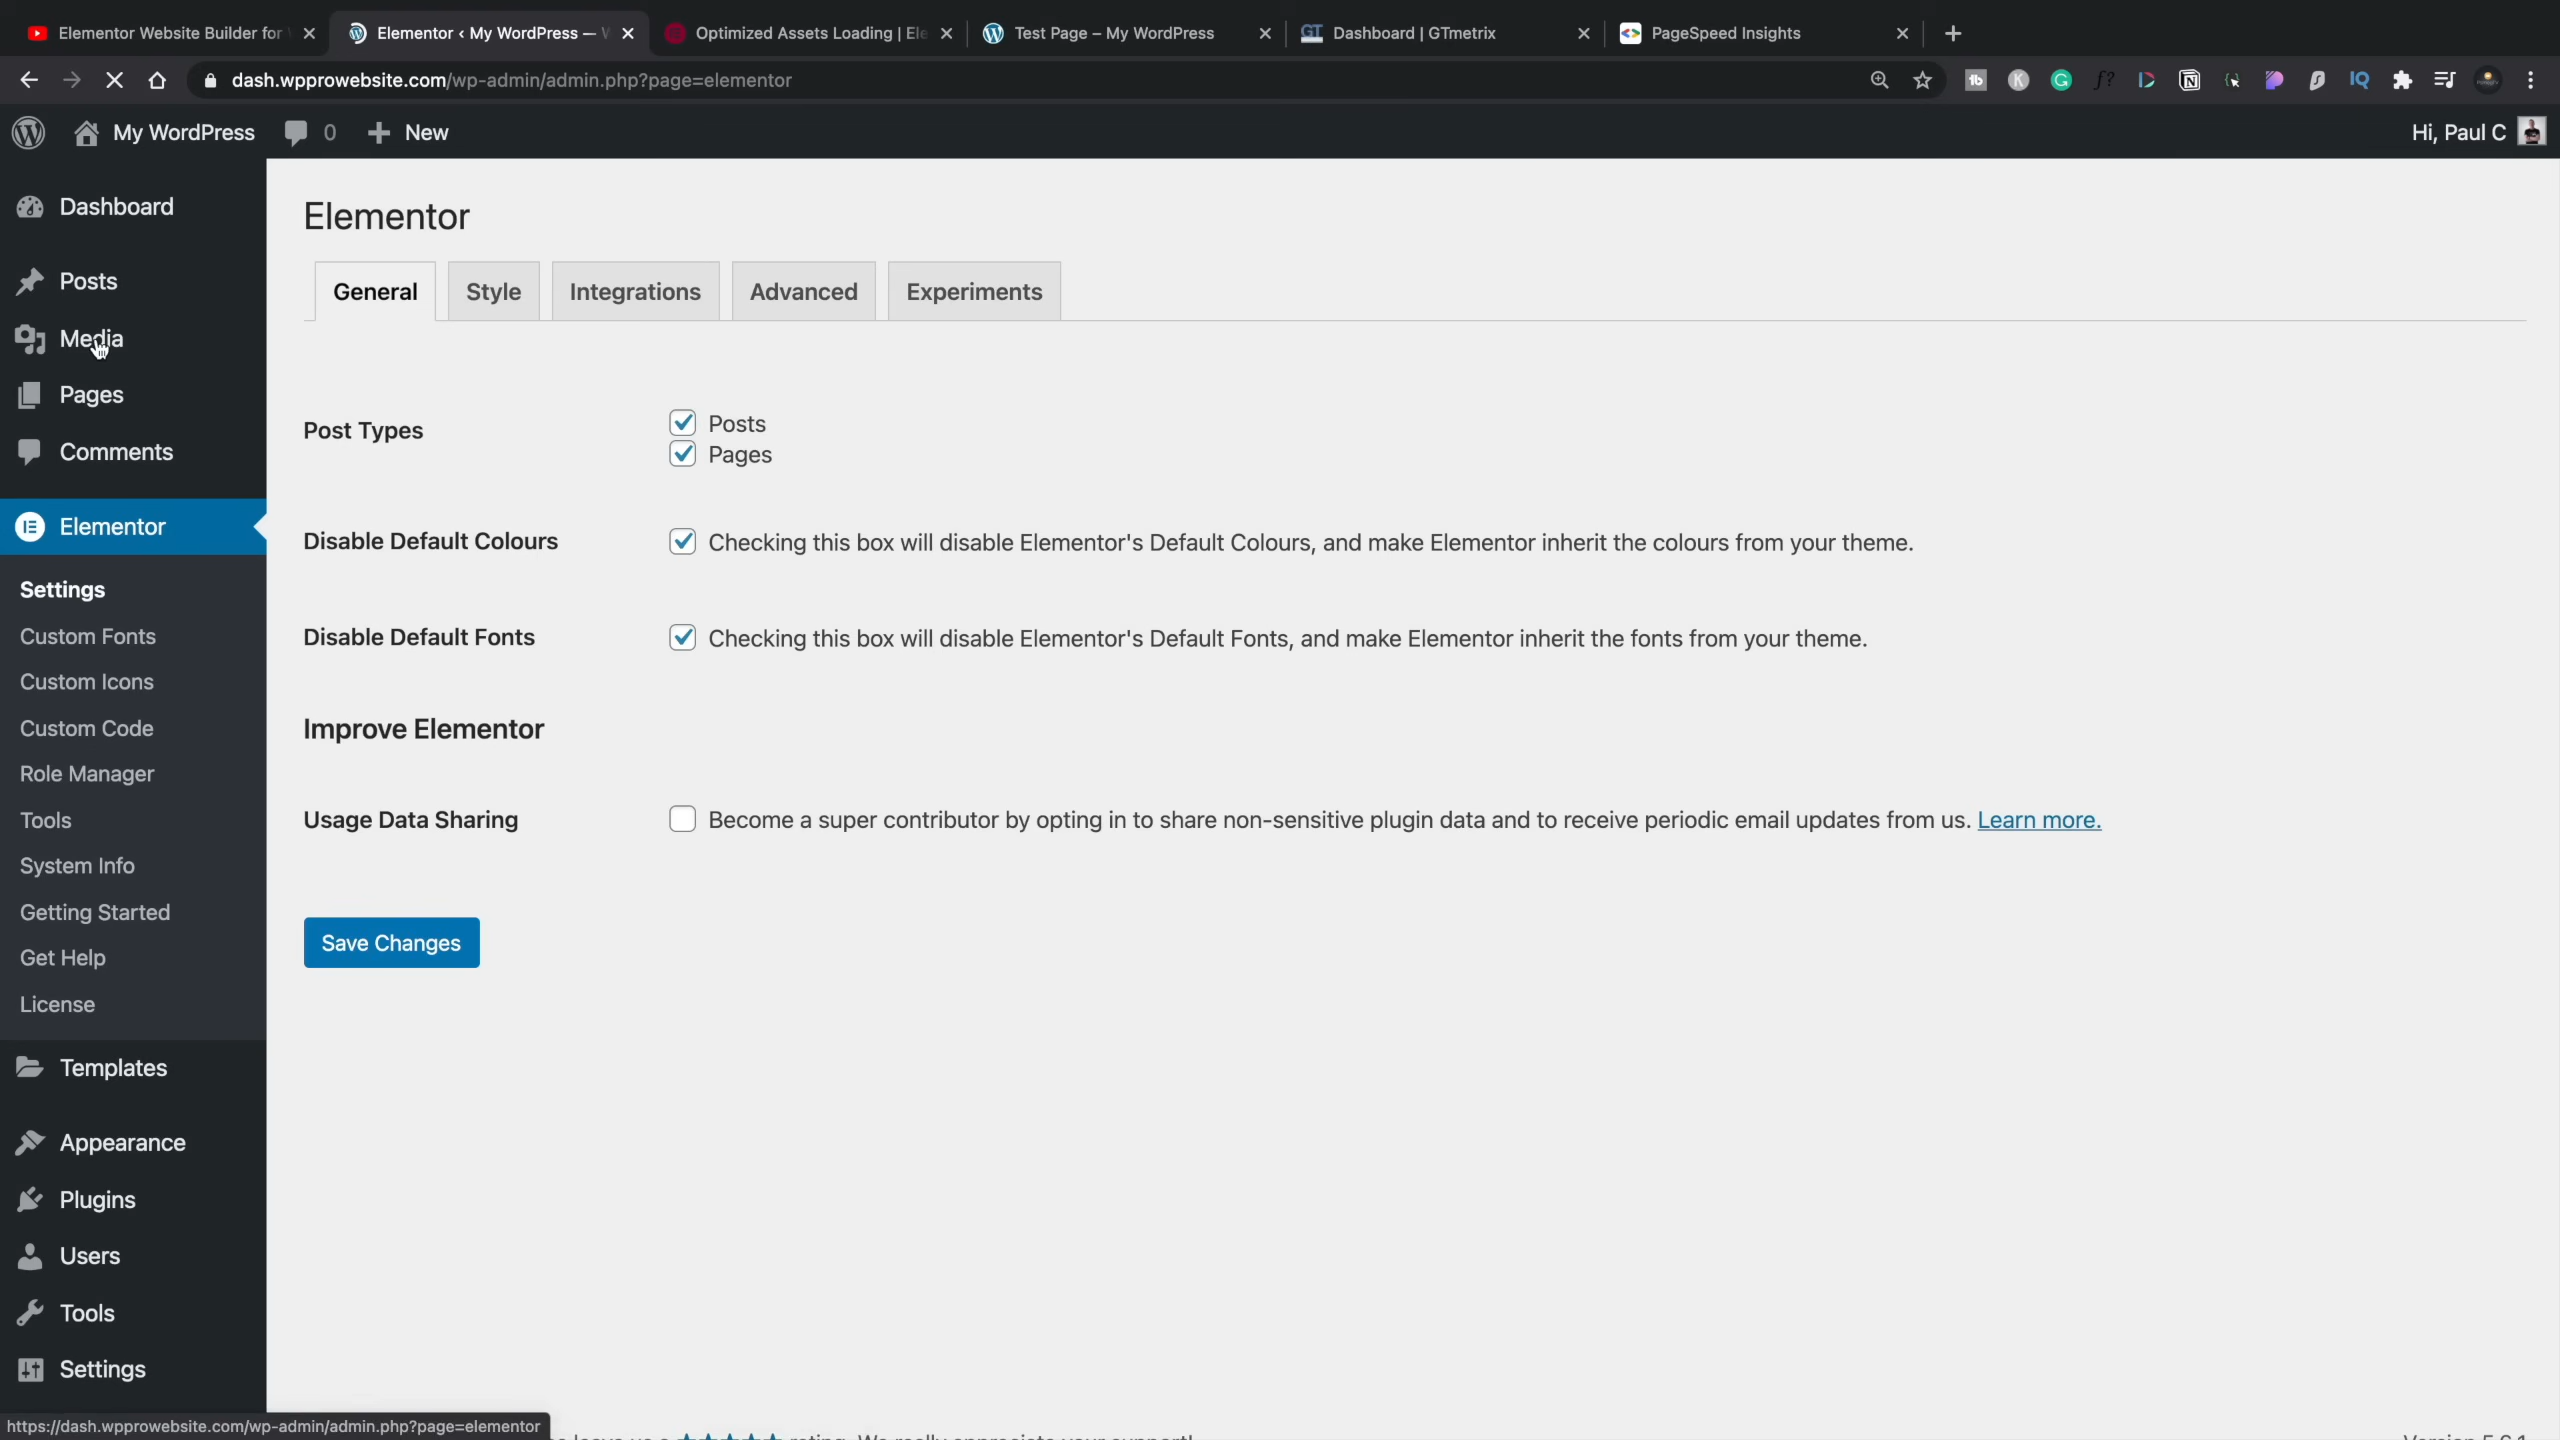 Elementor Website Builder for
Elementor ‹ My WordPress —
Optimized Assets Loading | Ele
Test Page – My WordPress
GT Dashboard | GTmetrix
PageSpeed Insights
dash.wpprowebsite.com/wp-admin/admin.php?page=elementor
My WordPress
0
New
Hi, Paul C
Dashboard
Posts
Media
Pages
Comments
Elementor
Settings
Custom Fonts
Custom Icons
Custom Code
Role Manager
Tools
System Info
Getting Started
Get Help
License
Templates
Appearance
Plugins
Users
Tools
Settings
https://dash.wpprowebsite.com/wp-admin/admin.php?page=elementor
Elementor
General
Style
Integrations
Advanced
Experiments
Post Types
Posts
Pages
Disable Default Colours
Checking this box will disable Elementor's Default Colours, and make Elementor inherit the colours from your theme.
Disable Default Fonts
Checking this box will disable Elementor's Default Fonts, and make Elementor inherit the fonts from your theme.
Improve Elementor
Usage Data Sharing
Become a super contributor by opting in to share non-sensitive plugin data and to receive periodic email updates from us. Learn more.
Save Changes